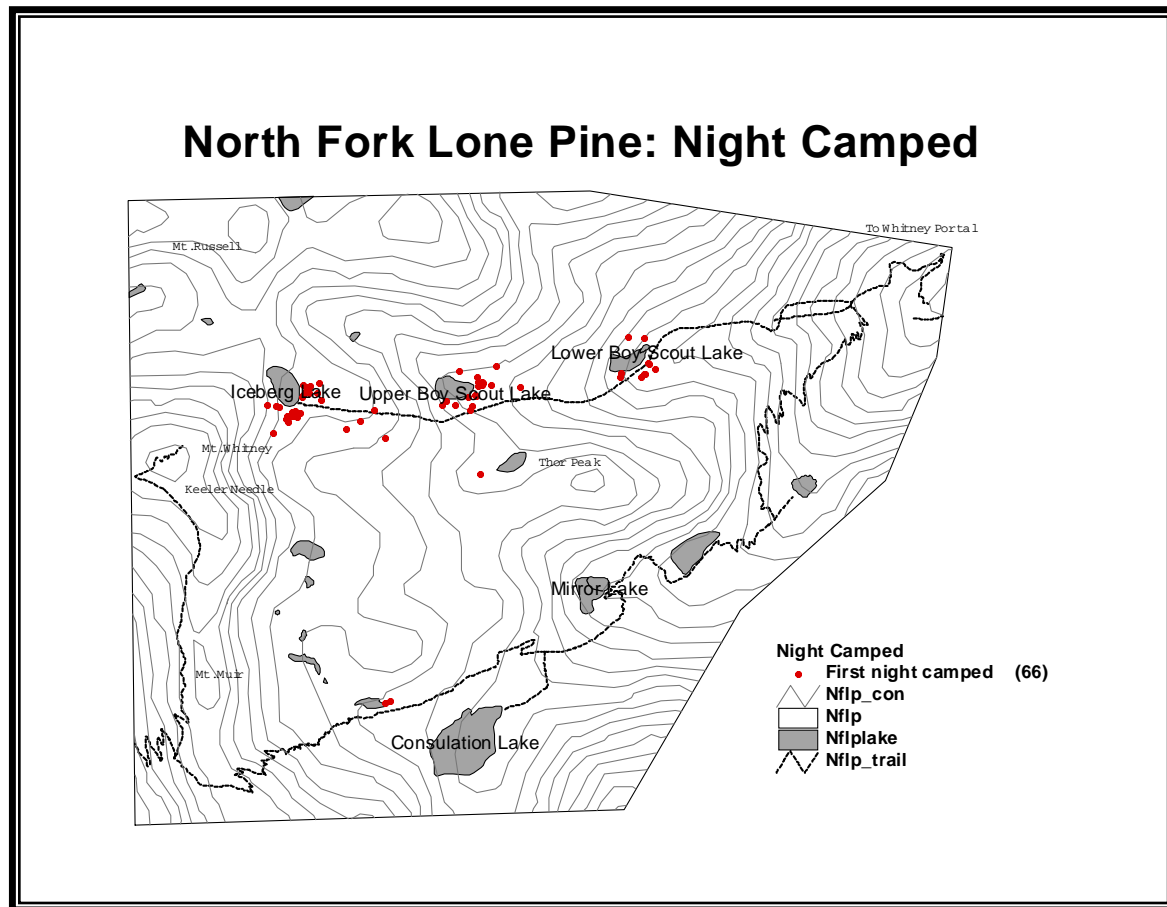 North Fork Lone Pine: Night Camped
To Whitney Portal
Mt. Russell
Lower Boy Scout Lake
Iceberg Lake
Upper Boy Scout Lake
Mt. Whitney
Thor Peak
Keeler Needle
Mirror Lake
Mt. Muir
Consulation Lake
Night Camped
First night camped (66)
Nflp_con
Nflp
Nflplake
Nflp_trail